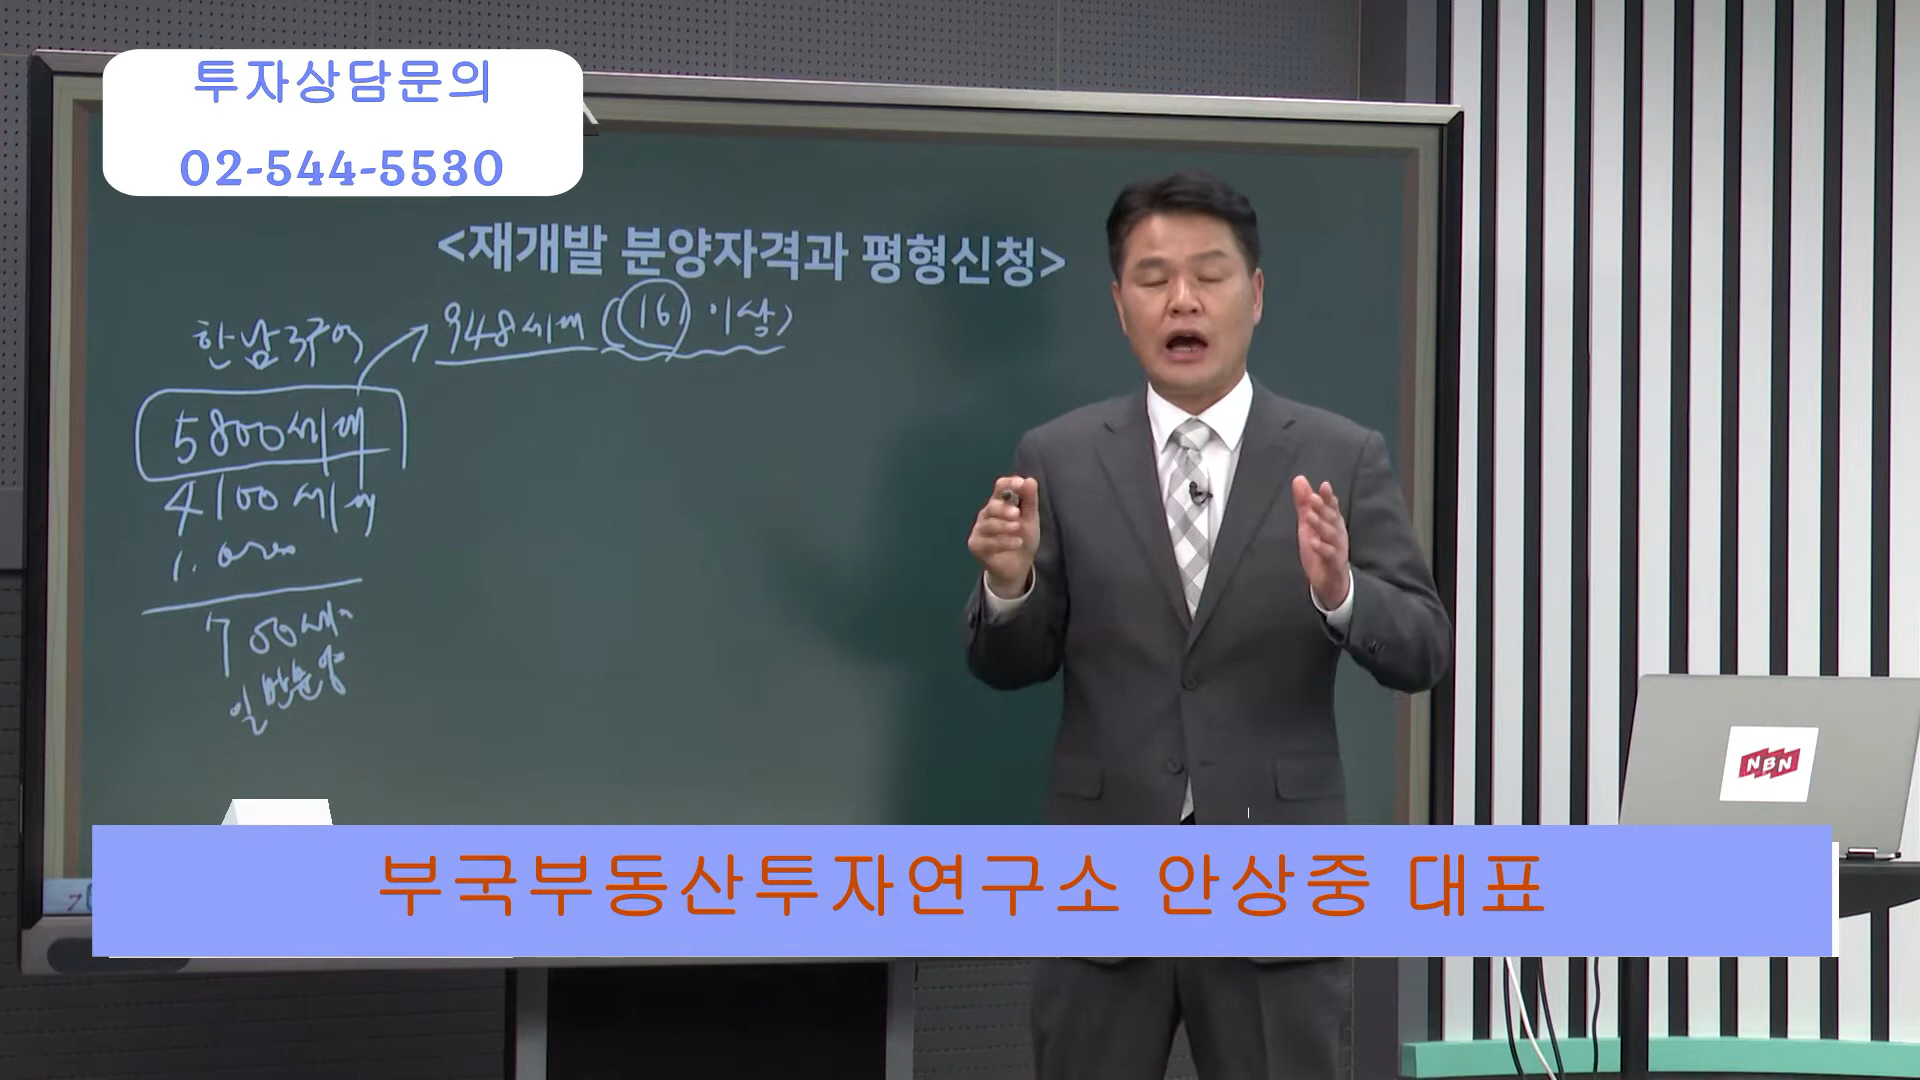 투자상담문의
02-544-5530
<재개발 분양자격과 평형신청>
한남3구역
948세대 (161 이상)
5800세대
4100세대
700세대
일반분양
NBN
부국부동산투자연구소 안상중 대표
7